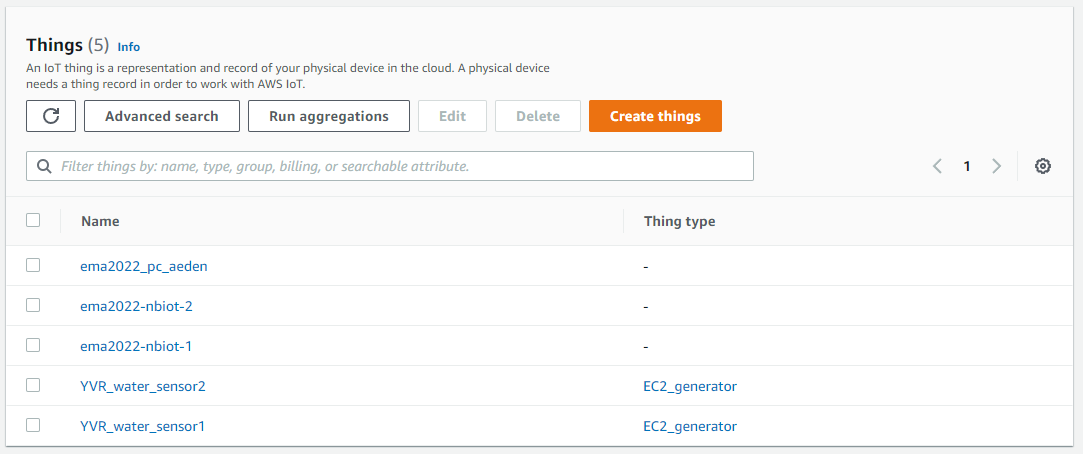 Things (5) Info
An IoT thing is a representation and record of your physical device in the cloud. A physical device
needs a thing record in order to work with AWS IoT.
Advanced search Run aggregations Edit Delete Create things
Filter things by: name, type, group, billing, or searchable attribute.
1
Name Thing type
ema2022_pc_aeden -
ema2022-nbiot-2 -
ema2022-nbiot-1 -
YVR_water_sensor2 EC2_generator
YVR_water_sensor1 EC2_generator